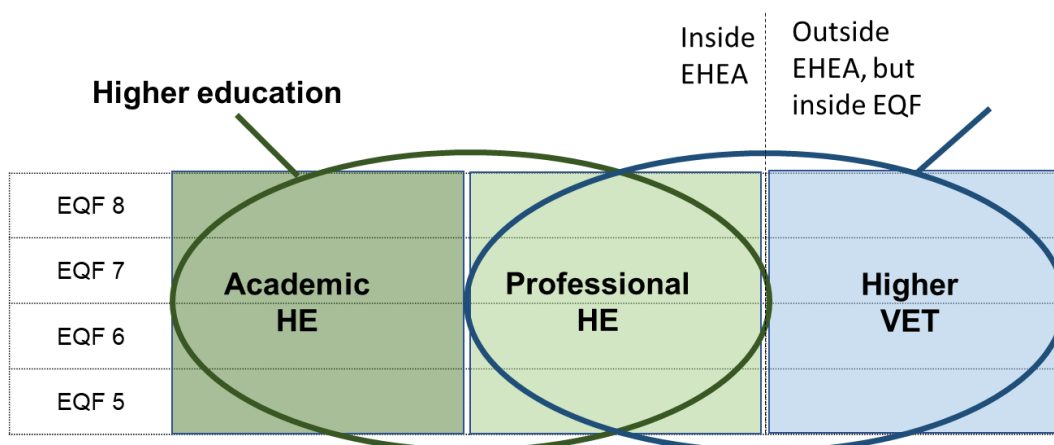 Inside
EHEA
Outside
EHEA, but
inside EQF
Higher education
EQF 8
EQF 7
EQF 6
EQF 5
Academic
HE
Professional
HE
Higher
VET